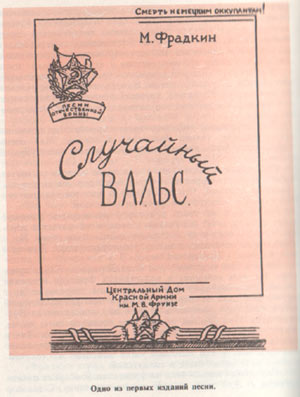 Смерть немецким оккупантам!
М. Фрадкин
ПЕСНИ
ОТЕЧЕСТВЕННОЙ
ВОЙНЫ
Случайный
ВАЛЬС.
Центральный Дом
Красной Армии
им М.В. Фрунзе
Одно из первых изданий песни.